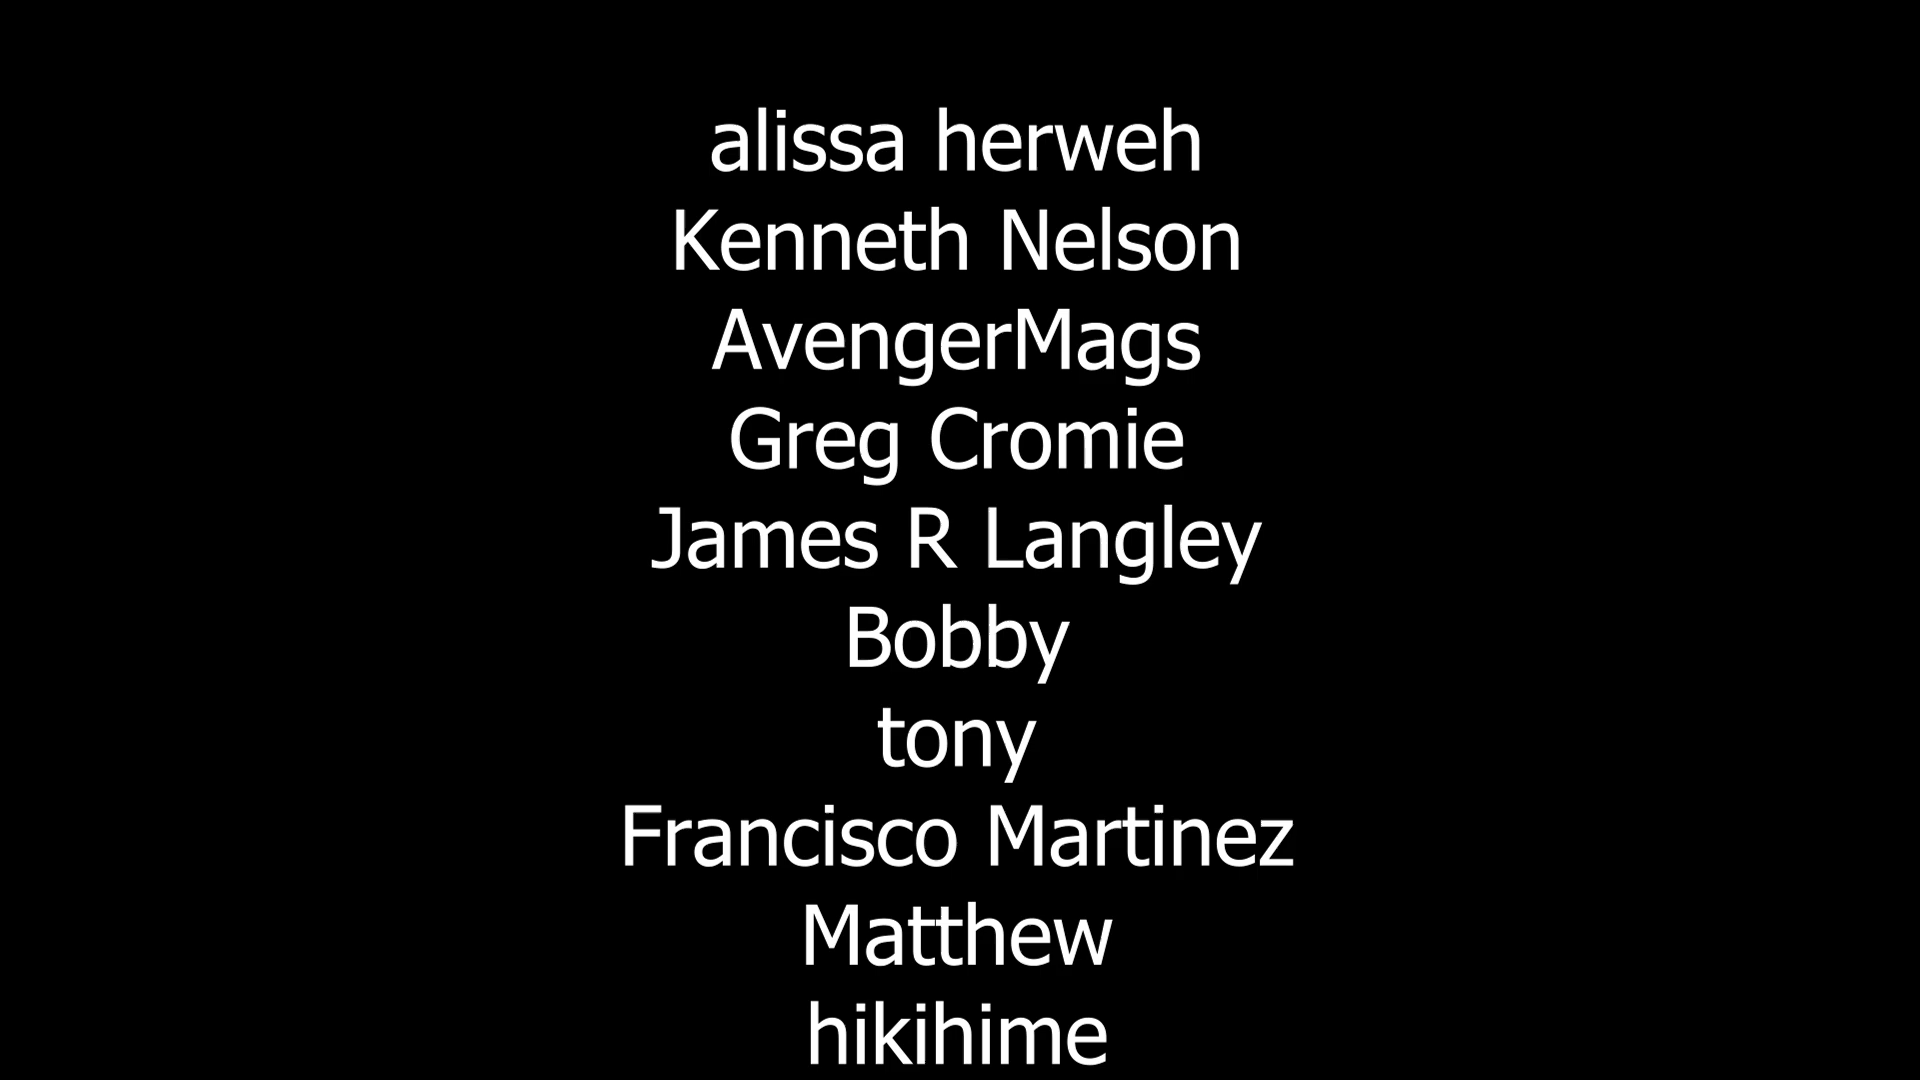 alissa herweh
Kenneth Nelson
AvengerMags
Greg Cromie
James R Langley
Bobby
tony
Francisco Martinez
Matthew
hikihime